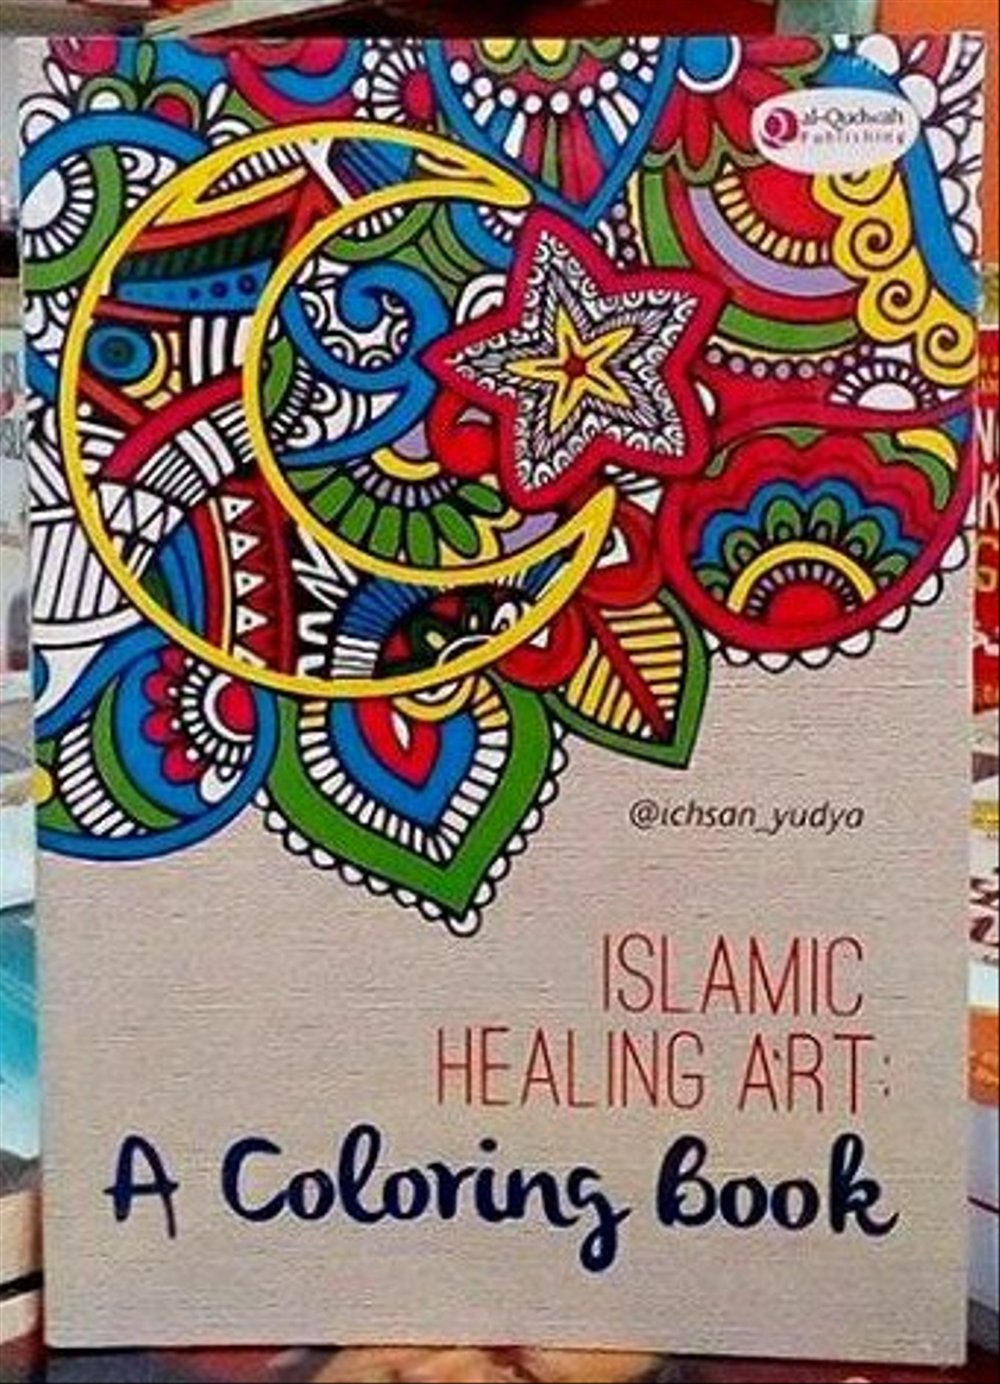 al-Qudwah
Publishing
@ichsan_yudya
ISLAMIC
HEALING ART:
A Coloring Book